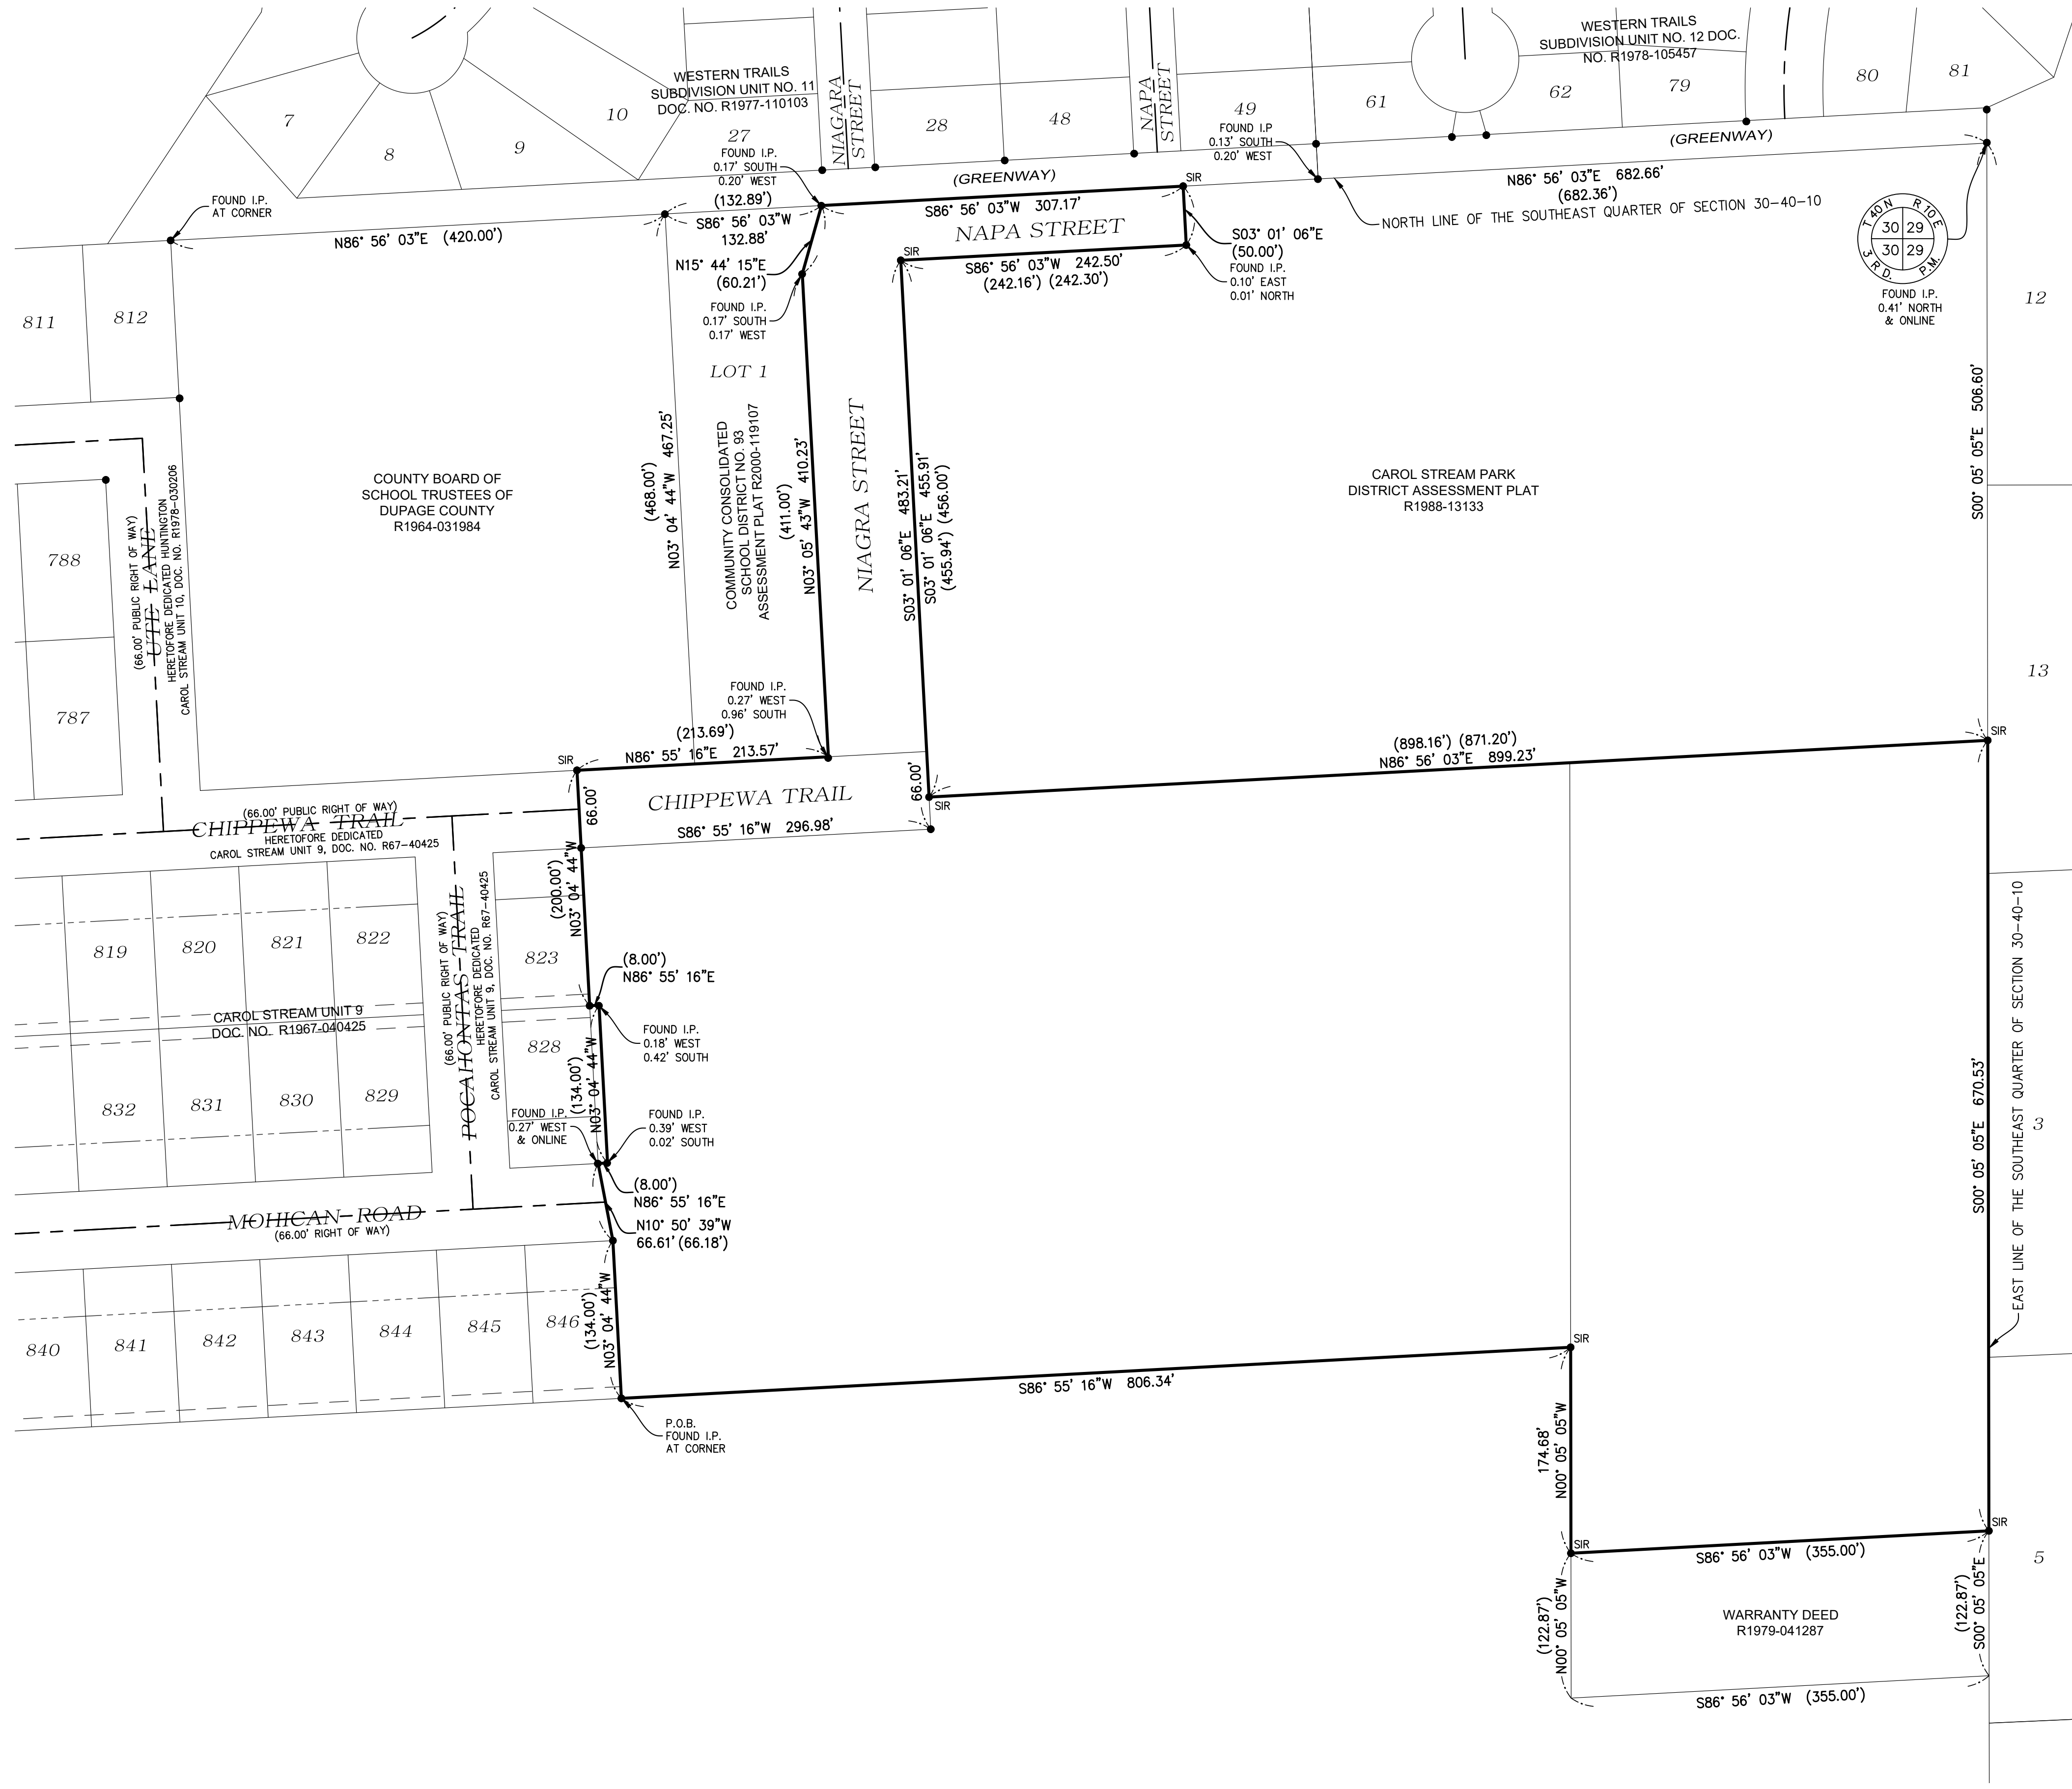 WESTERN TRAILS
SUBDIVISION UNIT NO. 12 DOC.
NO. R1978-105457
WESTERN TRAILS
SUBDIVISION UNIT NO. 11
DOC. NO. R1977-110103
NIAGARA
STREET
NAPA
STREET
7
8
9
10
27
28
48
49
61
62
79
80
81
FOUND I.P.
0.17' SOUTH
0.20' WEST
FOUND I.P
0.13' SOUTH
0.20' WEST
(GREENWAY)
(GREENWAY)
FOUND I.P.
AT CORNER
N86° 56' 03"E (420.00')
(132.89')
S86° 56' 03"W
132.88'
SIR
S86° 56' 03"W 307.17'
NAPA STREET
N86° 56' 03"E 682.66'
(682.36')
NORTH LINE OF THE SOUTHEAST QUARTER OF SECTION 30-40-10
T 40 N
R 10 E
30 29
30 29
3 R D.
P.M.
FOUND I.P.
0.41' NORTH
& ONLINE
S03° 01' 06"E
(50.00')
SIR
S86° 56' 03"W 242.50'
(242.16') (242.30')
FOUND I.P.
0.10' EAST
0.01' NORTH
N15° 44' 15"E
(60.21')
FOUND I.P.
0.17' SOUTH
0.17' WEST
811
812
12
LOT 1
COMMUNITY CONSOLIDATED
SCHOOL DISTRICT NO. 93
ASSESSMENT PLAT R2000-119107
(468.00')
N03° 04' 44"W 467.25'
(411.00')
N03° 05' 43"W 410.23'
NIAGRA STREET
S03° 01' 06"E 483.21'
S03° 01' 06"E 455.91'
(455.94') (456.00')
COUNTY BOARD OF
SCHOOL TRUSTEES OF
DUPAGE COUNTY
R1964-031984
CAROL STREAM PARK
DISTRICT ASSESSMENT PLAT
R1988-13133
S00° 05' 05"E 506.60'
788
787
(66.00' PUBLIC RIGHT OF WAY)
UTE LANE
HERETOFORE DEDICATED HUNTINGTON
CAROL STREAM UNIT 10, DOC. NO. R1978-030206
13
FOUND I.P.
0.27' WEST
0.96' SOUTH
(213.69')
N86° 55' 16"E 213.57'
SIR
SIR
(898.16') (871.20')
N86° 56' 03"E 899.23'
66.00'
66.00'
SIR
CHIPPEWA TRAIL
S86° 55' 16"W 296.98'
(66.00' PUBLIC RIGHT OF WAY)
CHIPPEWA TRAIL
HERETOFORE DEDICATED
CAROL STREAM UNIT 9, DOC. NO. R67-40425
(200.00')
N03° 04' 44"W
819
820
821
822
823
(66.00' PUBLIC RIGHT OF WAY)
POCAHONTAS TRAIL
HERETOFORE DEDICATED
CAROL STREAM UNIT 9, DOC. NO. R67-40425
(8.00')
N86° 55' 16"E
CAROL STREAM UNIT 9
DOC. NO. R1967-040425
828
FOUND I.P.
0.18' WEST
0.42' SOUTH
(134.00')
N03° 04' 44"W
832
831
830
829
FOUND I.P.
0.27' WEST
& ONLINE
FOUND I.P.
0.39' WEST
0.02' SOUTH
(8.00')
N86° 55' 16"E
N10° 50' 39"W
66.61' (66.18')
MOHICAN ROAD
(66.00' RIGHT OF WAY)
EAST LINE OF THE SOUTHEAST QUARTER OF SECTION 30-40-10
S00° 05' 05"E 670.53'
3
840
841
842
843
844
845
846
(134.00')
N03° 04' 44"W
SIR
S86° 55' 16"W 806.34'
P.O.B.
FOUND I.P.
AT CORNER
174.68'
N00° 05' 05"W
SIR
SIR
S86° 56' 03"W (355.00')
5
(122.87')
N00° 05' 05"W
WARRANTY DEED
R1979-041287
(122.87')
S00° 05' 05"E
S86° 56' 03"W (355.00')